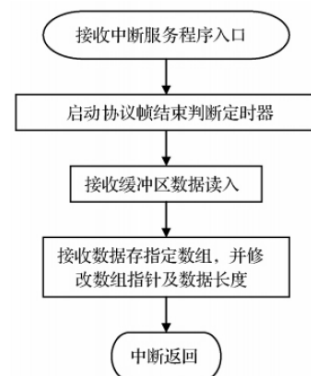 接收中断服务程序入口
启动协议帧结束判断定时器
接收缓冲区数据读入
接收数据存指定数组，并修
改数组指针及数据长度
中断返回